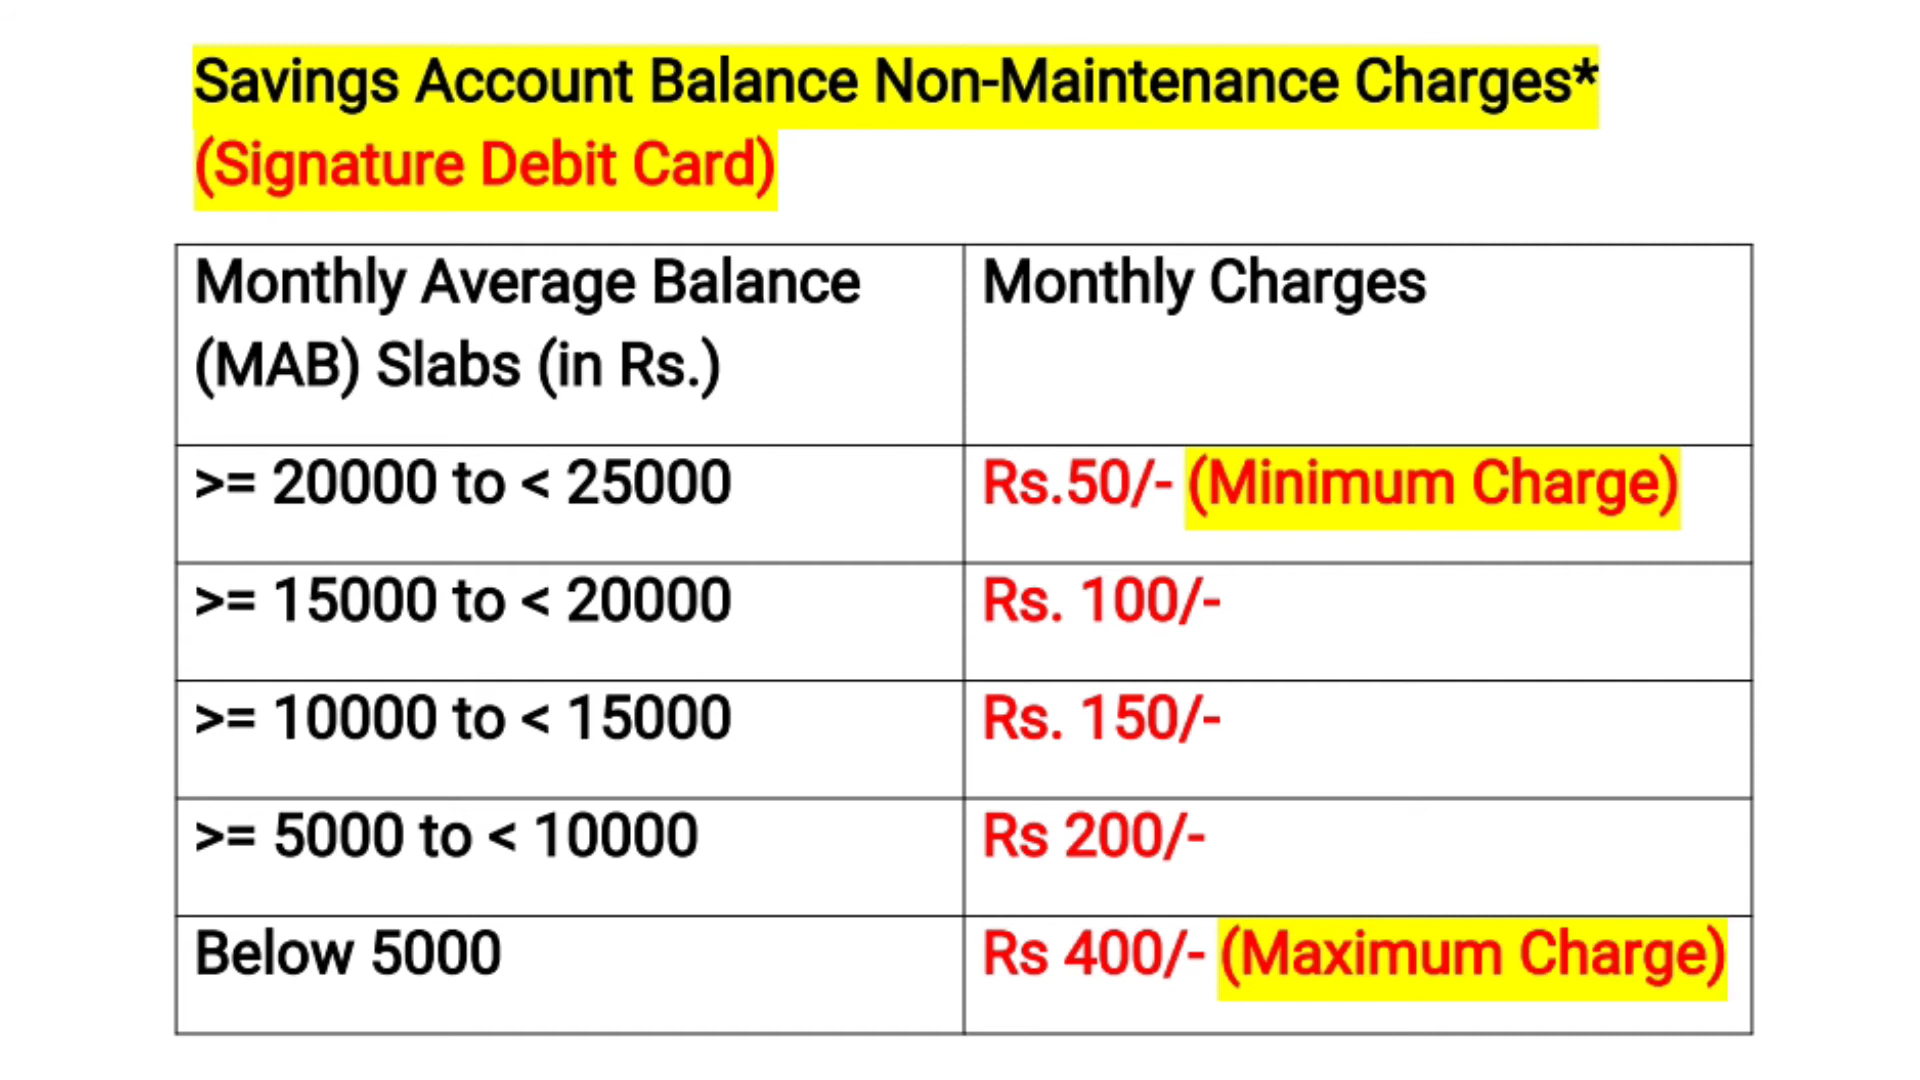 Savings Account Balance Non-Maintenance Charges*
(Signature Debit Card)
Monthly Average Balance
(MAB) Slabs (in Rs.)
Monthly Charges
>= 20000 to < 25000
Rs.50/- (Minimum Charge)
>= 15000 to < 20000
Rs. 100/-
>= 10000 to < 15000
Rs. 150/-
>= 5000 to < 10000
Rs 200/-
Below 5000
Rs 400/- (Maximum Charge)